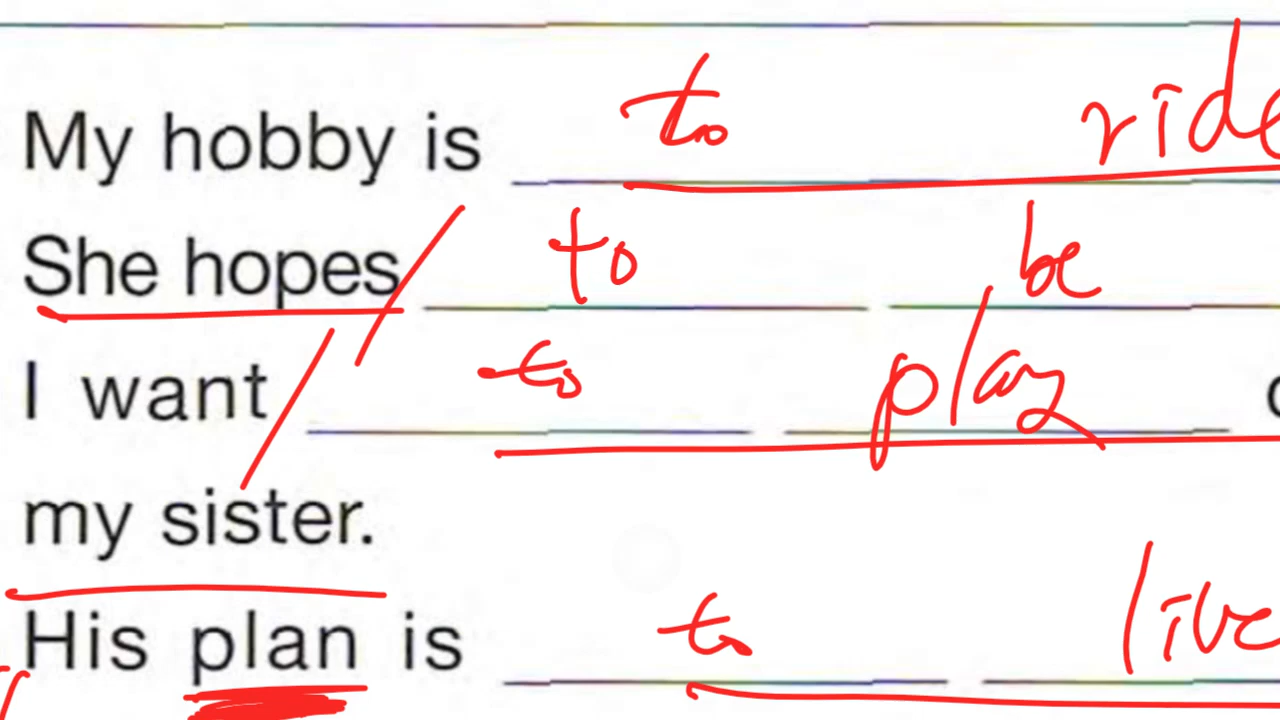 My hobby is to ride
She hopes to be
I want to play
my sister.
His plan is to live